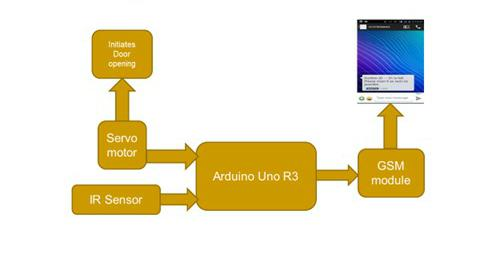 Initiates
Door
opening
Servo
motor
IR Sensor
Arduino Uno R3
GSM
module